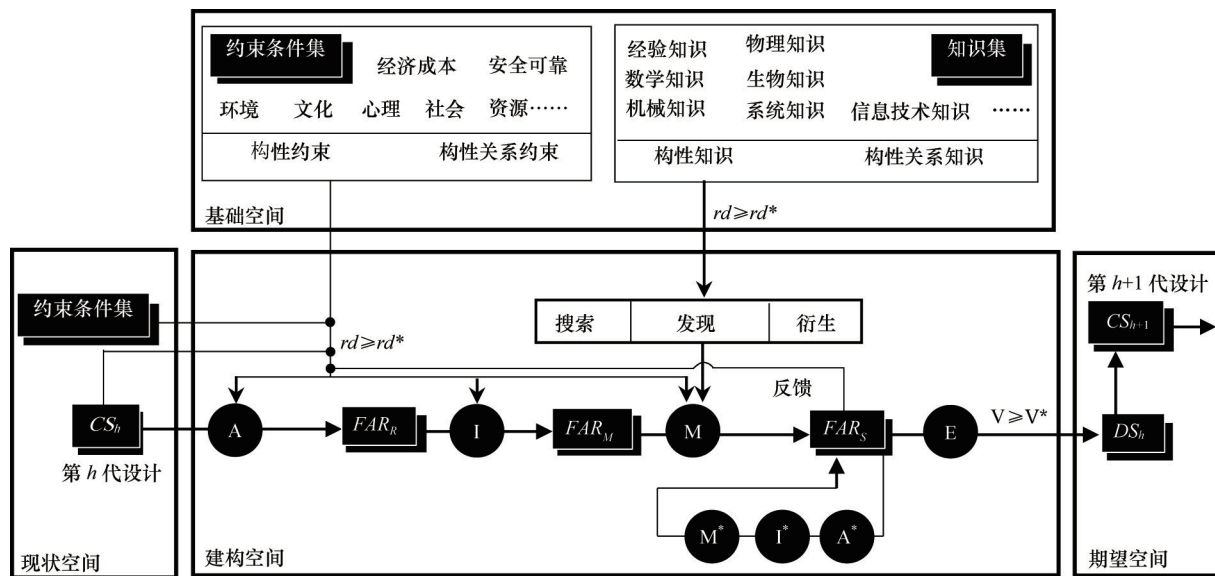 约束条件集
经济成本 安全可靠
环境 文化 心理 社会 资源……
构性约束 构性关系约束
经验知识 物理知识 知识集
数学知识 生物知识
机械知识 系统知识 信息技术知识 ……
构性知识 构性关系知识
基础空间
rd≥rd*
约束条件集
rd≥rd*
搜索 发现 衍生
反馈
第 h+1 代设计
CSh+1
CSh
A
FARR
I
FARM
M
FARS
E
V≥V*
DSh
第 h 代设计
M* I* A*
现状空间
建构空间
期望空间